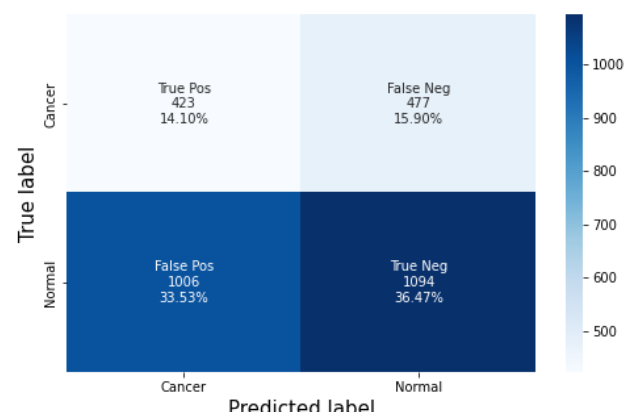 True label
Cancer
Normal
True Pos
423
14.10%
False Neg
477
15.90%
False Pos
1006
33.53%
True Neg
1094
36.47%
Cancer
Normal
Predicted label
1000
900
800
700
600
500